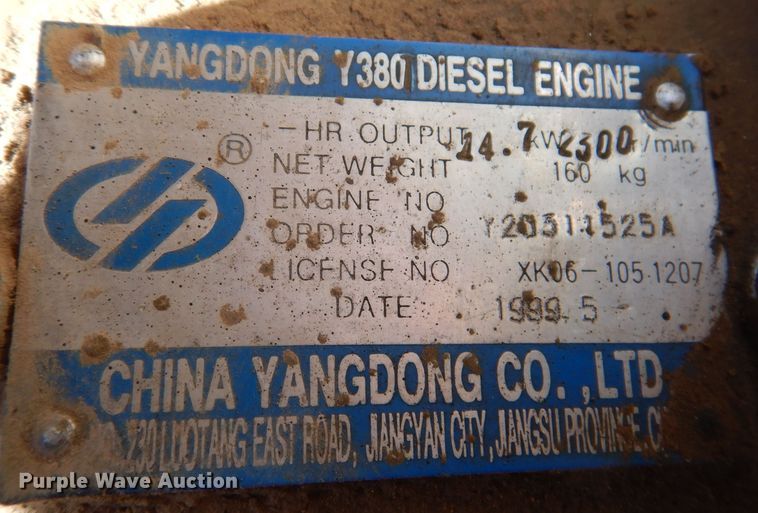 YANGDONG Y380 DIESEL ENGINE
-HR OUTPUT 14.7 kW 2300 r/min
NET WEIGHT 160 kg
ENGINE NO
ORDER NO Y20311525A
LICENSE NO XK06-105 1207
DATE 1999.5
®
CHINA YANGDONG CO.,LTD
230 LUOTANG EAST ROAD, JIANGYAN CITY, JIANGSU PROVINCE,
Purple Wave Auction